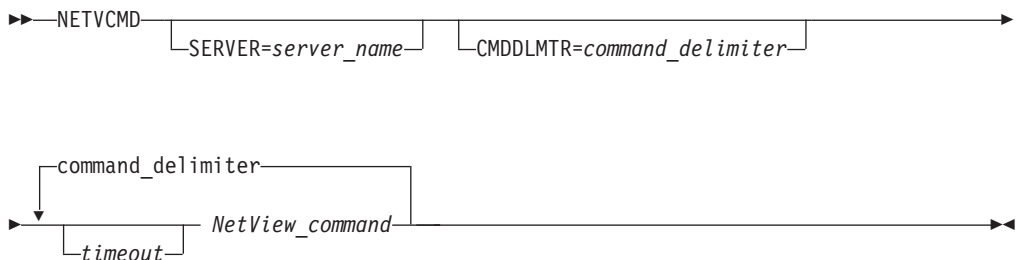 NETVCMD
SERVER=server_name CMDDLMTR=command_delimiter
command_delimiter
NetView_command
timeout